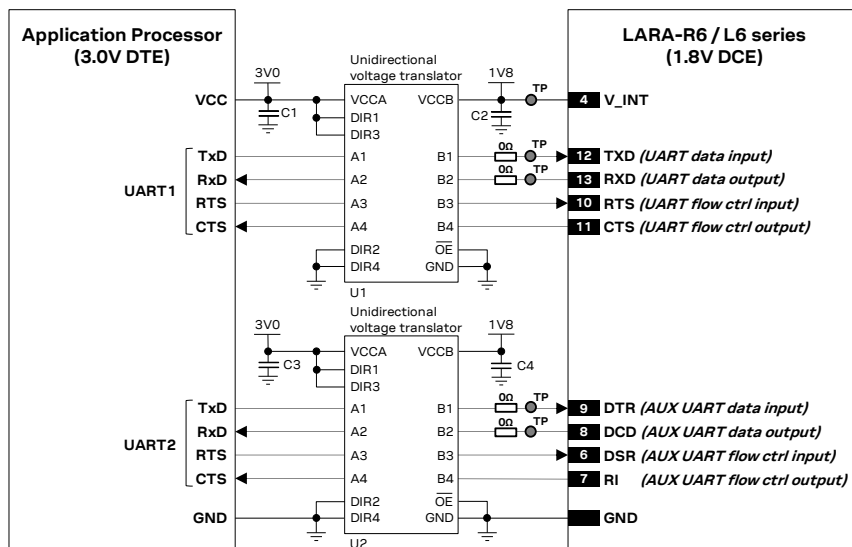 Application Processor
(3.0V DTE)
LARA-R6 / L6 series
(1.8V DCE)
Unidirectional
voltage translator
3V0
1V8
TP
VCC
C1
VCCA
VCCB
C2
4 V_INT
DIR1
DIR3
0Ω
TP
TxD
A1
B1
12 TXD (UART data input)
0Ω
TP
RxD
A2
B2
13 RXD (UART data output)
UART1
RTS
A3
B3
10 RTS (UART flow ctrl input)
CTS
A4
B4
11 CTS (UART flow ctrl output)
DIR2
OE
DIR4
GND
U1
Unidirectional
voltage translator
3V0
1V8
C3
VCCA
VCCB
C4
DIR1
DIR3
0Ω
TP
TxD
A1
B1
9 DTR (AUX UART data input)
0Ω
TP
RxD
A2
B2
8 DCD (AUX UART data output)
UART2
RTS
A3
B3
6 DSR (AUX UART flow ctrl input)
CTS
A4
B4
7 RI (AUX UART flow ctrl output)
DIR2
OE
GND
DIR4
GND
GND
U2